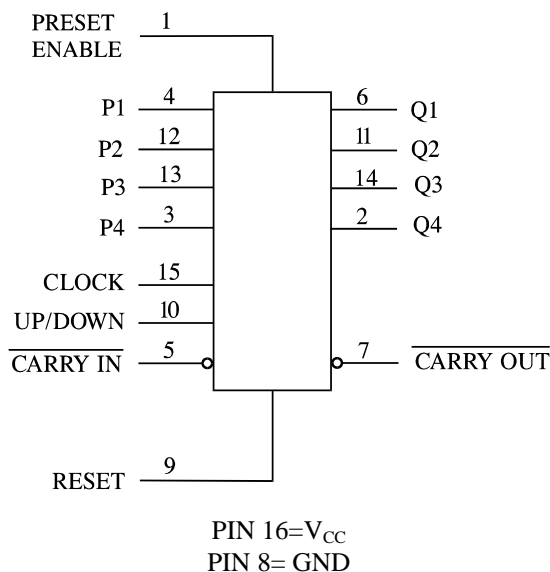 PRESET
ENABLE 1
P1 4
P2 12
P3 13
P4 3
CLOCK 15
UP/DOWN 10
CARRY IN 5
RESET 9
6 Q1
11 Q2
14 Q3
2 Q4
7 CARRY OUT
PIN 16=VCC
PIN 8= GND